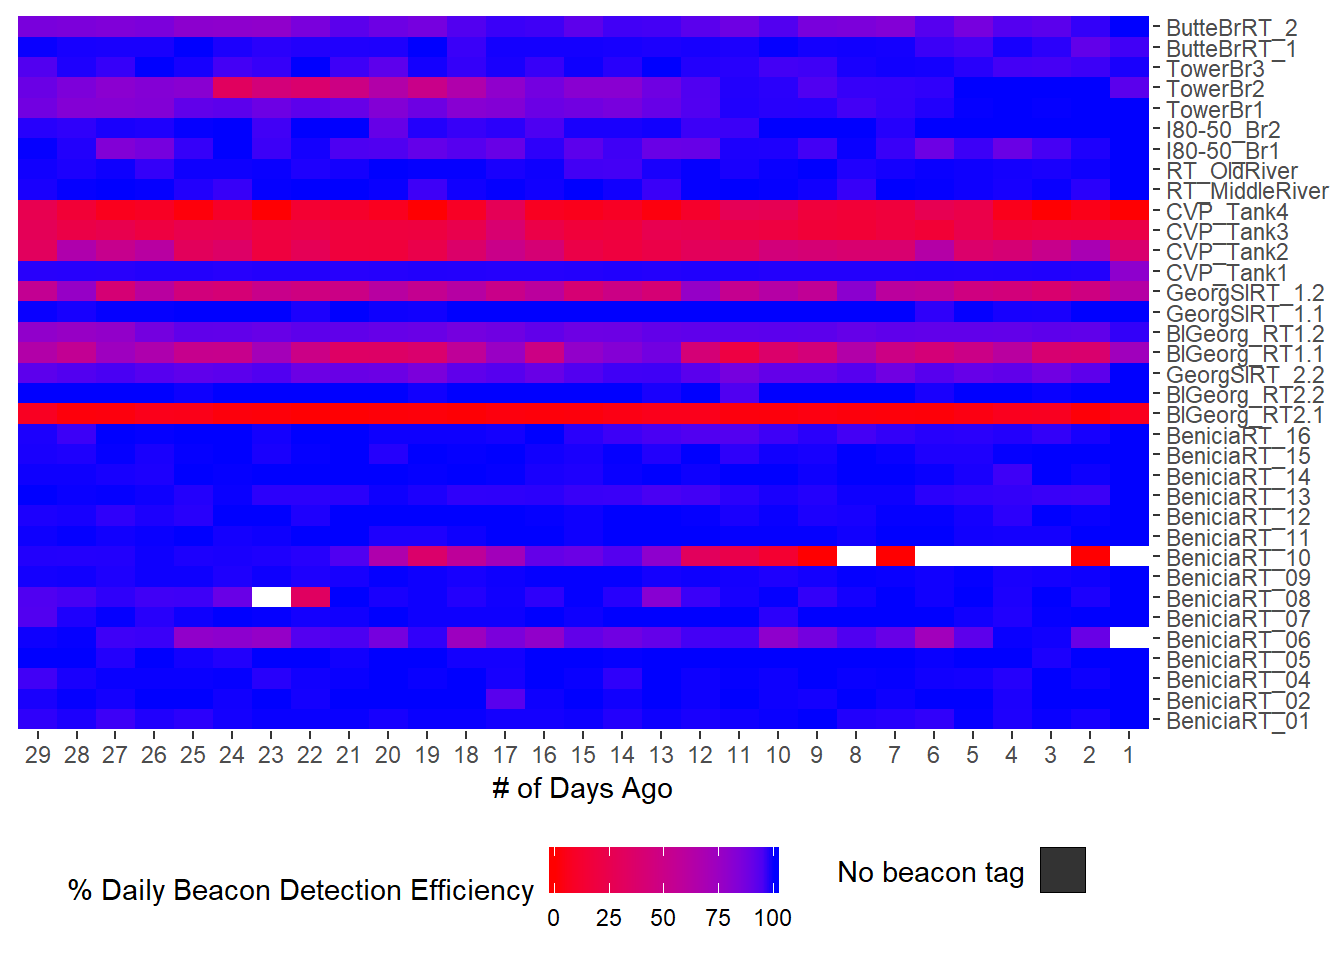 ButteBrRT_2
ButteBrRT_1
TowerBr3
TowerBr2
TowerBr1
I80-50_Br2
I80-50_Br1
RT_OldRiver
RT_MiddleRiver
CVP_Tank4
CVP_Tank3
CVP_Tank2
CVP_Tank1
GeorgSlRT_1.2
GeorgSlRT_1.1
BlGeorg_RT1.2
BlGeorg_RT1.1
GeorgSlRT_2.2
BlGeorg_RT2.2
BlGeorg_RT2.1
BeniciaRT_16
BeniciaRT_15
BeniciaRT_14
BeniciaRT_13
BeniciaRT_12
BeniciaRT_11
BeniciaRT_10
BeniciaRT_09
BeniciaRT_08
BeniciaRT_07
BeniciaRT_06
BeniciaRT_05
BeniciaRT_04
BeniciaRT_02
BeniciaRT_01
29 28 27 26 25 24 23 22 21 20 19 18 17 16 15 14 13 12 11 10 9 8 7 6 5 4 3 2 1
# of Days Ago
% Daily Beacon Detection Efficiency
0 25 50 75 100
No beacon tag